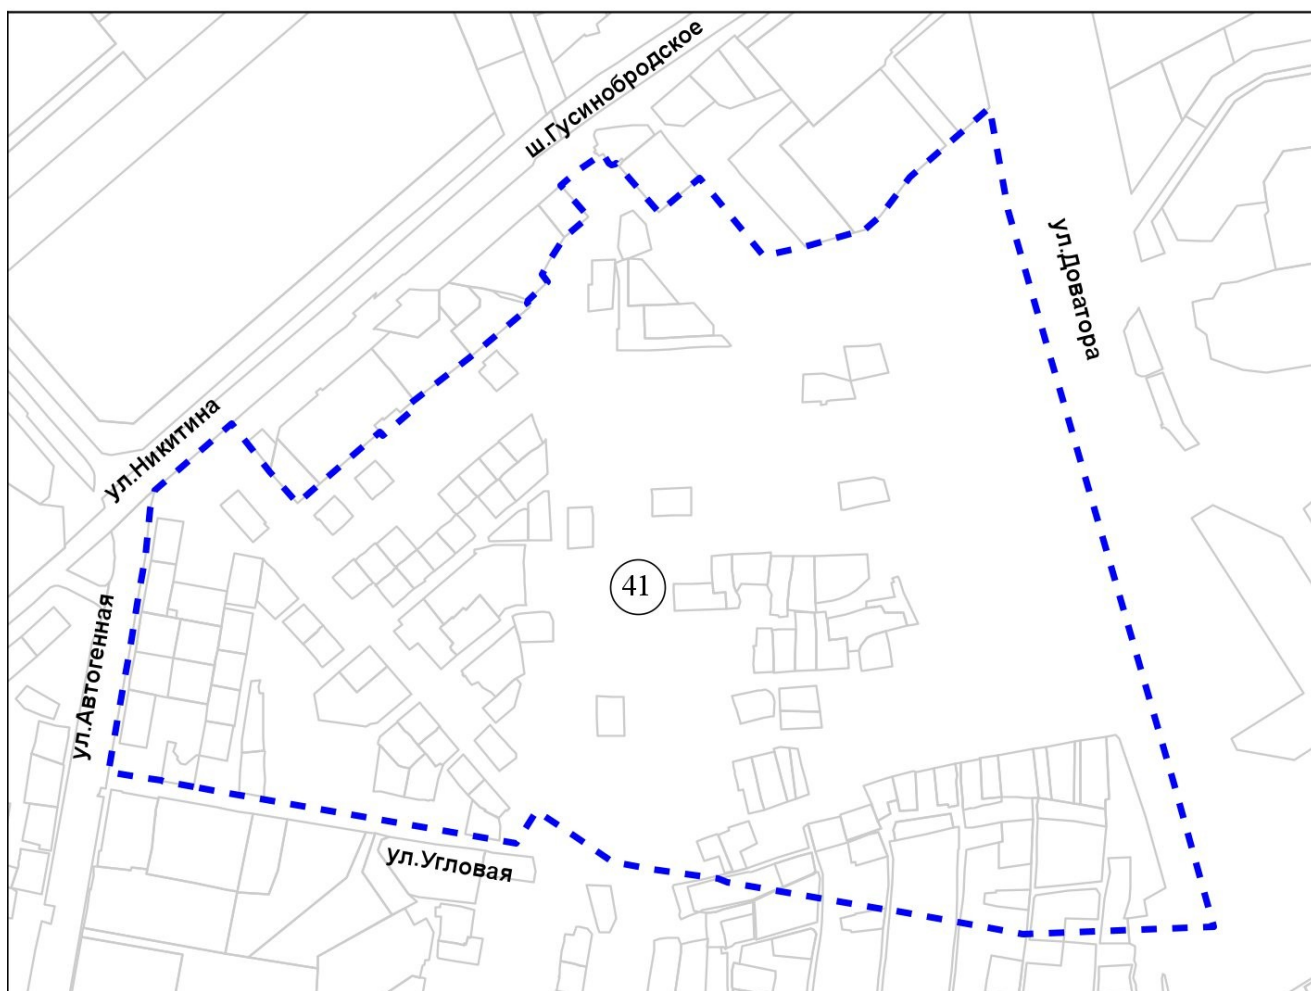 ш.Гусинобродское
ул.Доватора
ул.Никитина
41
ул.Автогенная
ул.Угловая